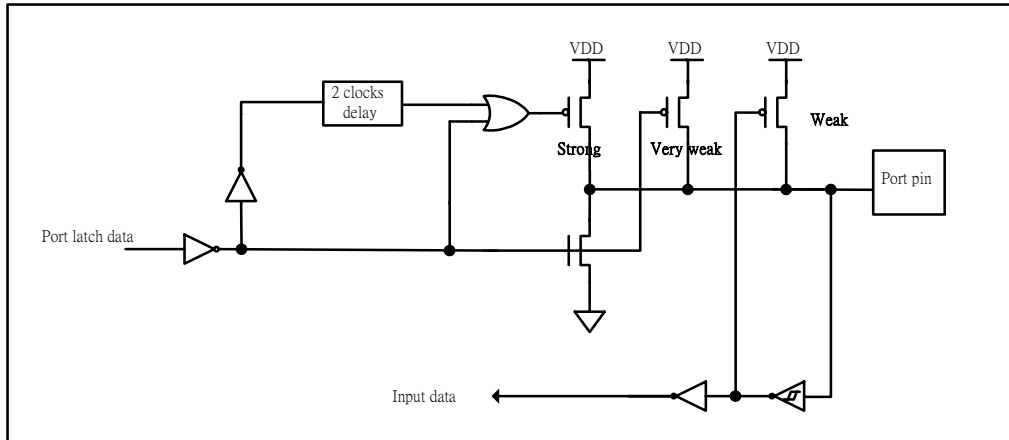 VDD
VDD
VDD
2 clocks
delay
Weak
Strong
Very weak
Port pin
Port latch data
Input data